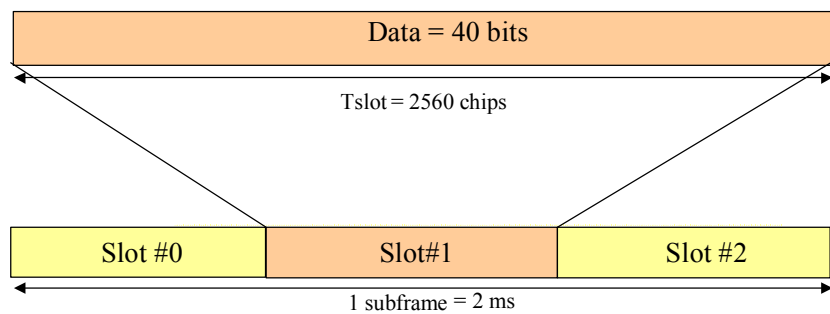 Data = 40 bits
Tslot = 2560 chips
Slot #0 Slot#1 Slot #2
1 subframe = 2 ms